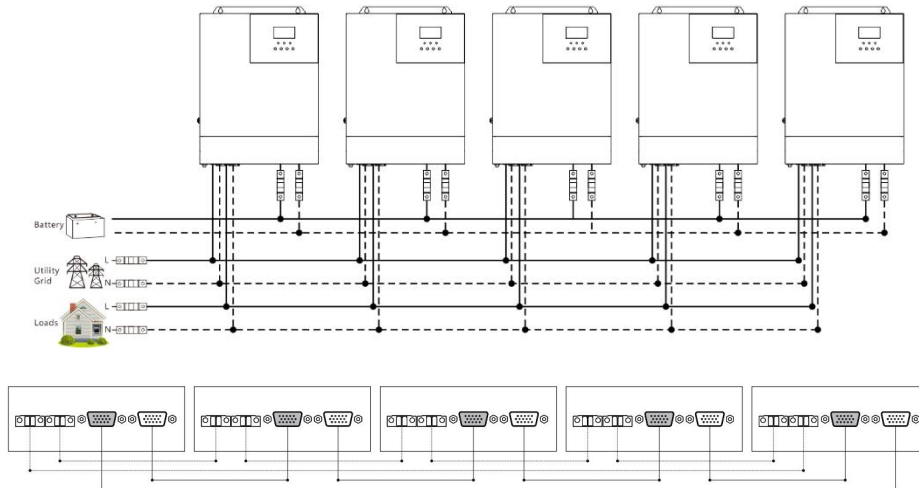 Battery
L
Utility
Grid
N
L
Loads
N